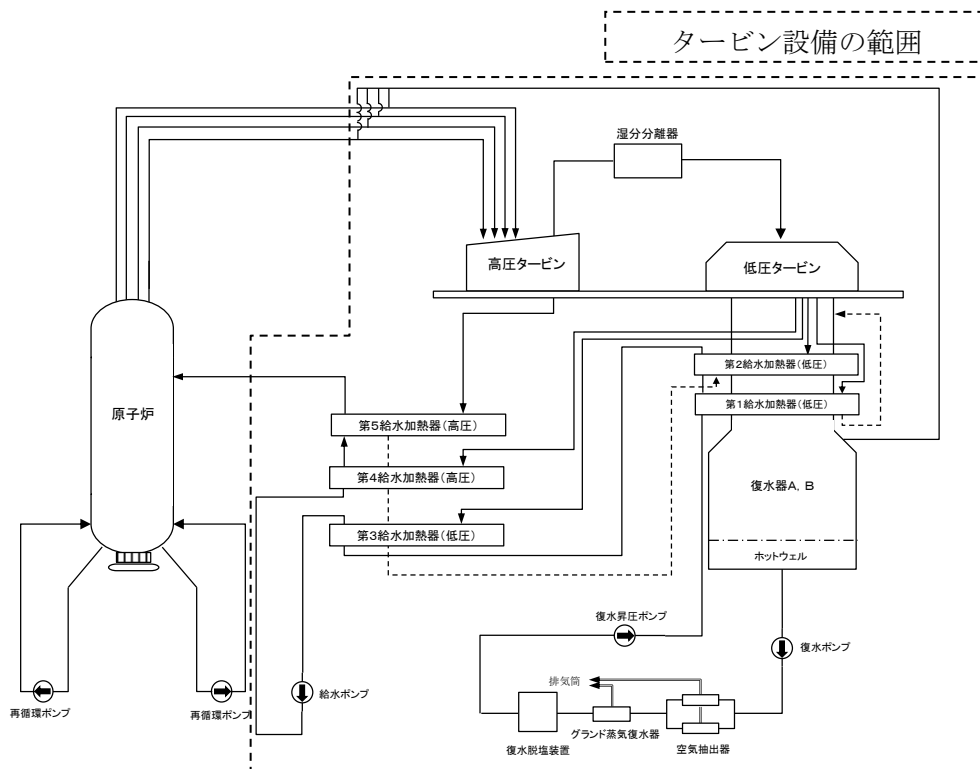 タービン設備の範囲
湿分分離器
高圧タービン
低圧タービン
第2給水加熱器(低圧)
第1給水加熱器(低圧)
原子炉
第5給水加熱器(高圧)
第4給水加熱器(高圧)
第3給水加熱器(低圧)
復水器A, B
ホットウェル
復水昇圧ポンプ
復水ポンプ
排気筒
給水ポンプ
再循環ポンプ
再循環ポンプ
グランド蒸気復水器
復水脱塩装置
空気抽出器